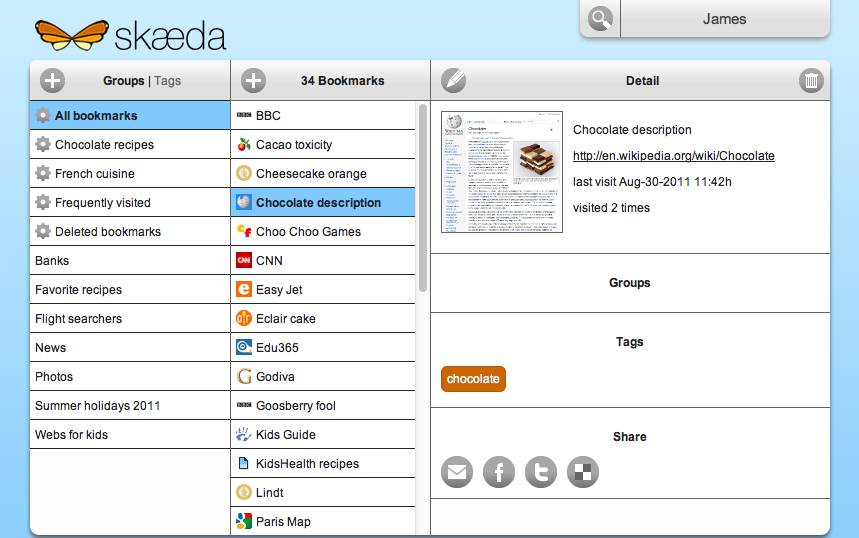 skæda
James
Groups | Tags
34 Bookmarks
Detail
All bookmarks
Chocolate recipes
French cuisine
Frequently visited
Deleted bookmarks
Banks
Favorite recipes
Flight searchers
News
Photos
Summer holidays 2011
Webs for kids
BBC
Cacao toxicity
Cheesecake orange
Chocolate description
Choo Choo Games
CNN
Easy Jet
Eclair cake
Edu365
Godiva
Goosberry fool
Kids Guide
KidsHealth recipes
Lindt
Paris Map
Chocolate description
http://en.wikipedia.org/wiki/Chocolate
last visit Aug-30-2011 11:42h
visited 2 times
Groups
Tags
chocolate
Share